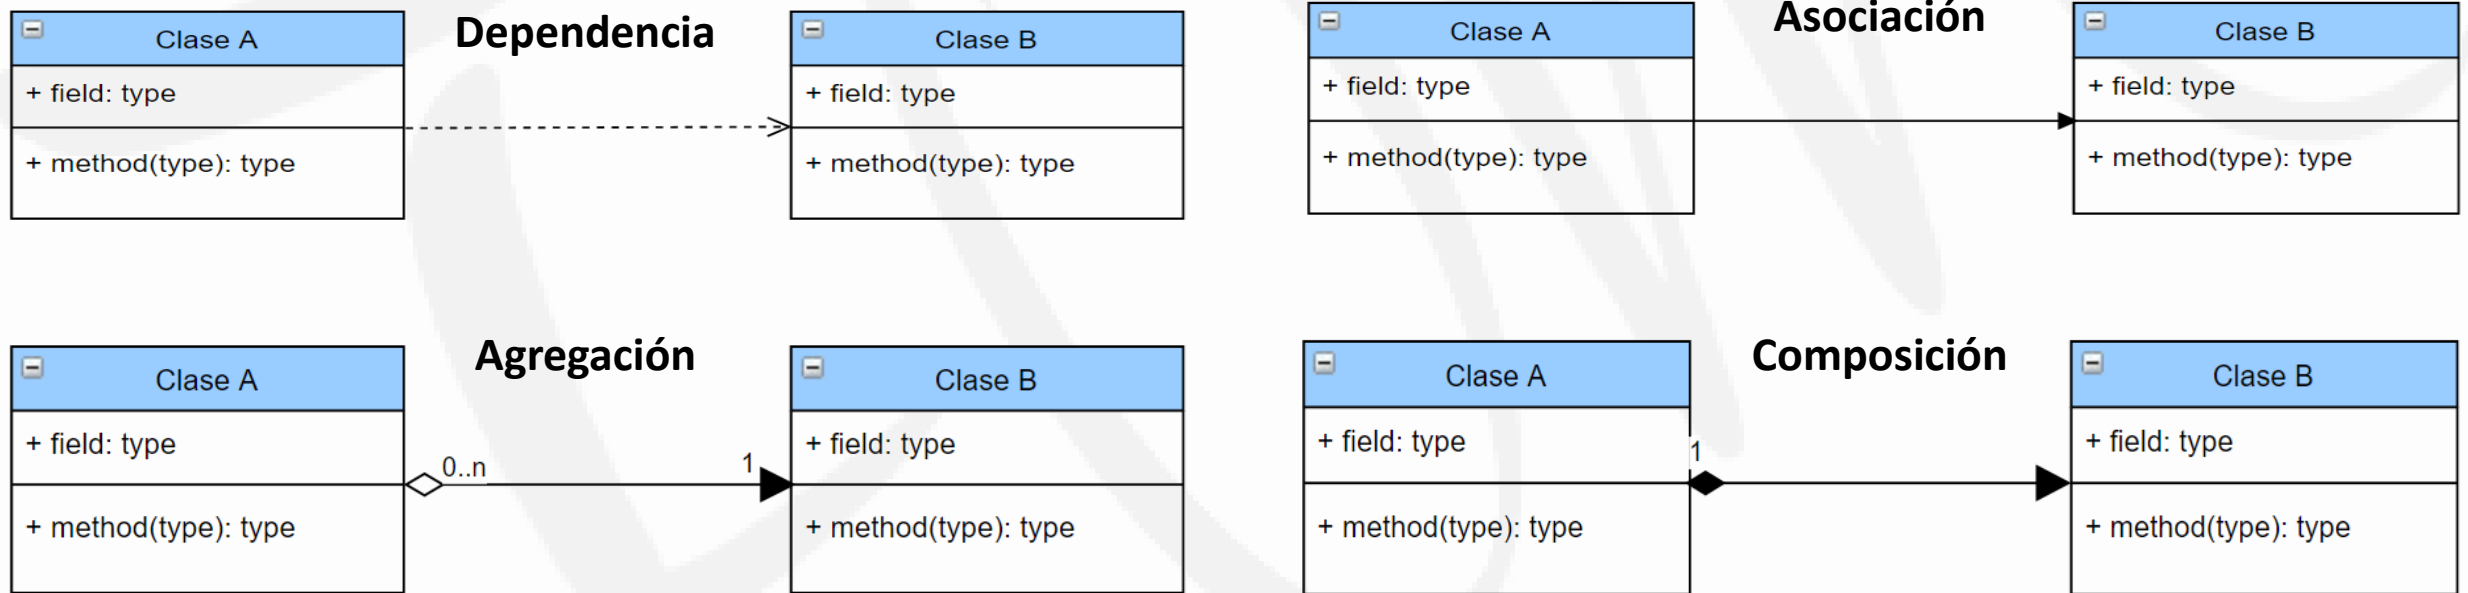 Dependencia
Clase A
+ field: type
+ method(type): type
Clase B
+ field: type
+ method(type): type
Asociación
Clase A
+ field: type
+ method(type): type
Clase B
+ field: type
+ method(type): type
Agregación
Clase A
+ field: type
+ method(type): type
0..n
1
Clase B
+ field: type
+ method(type): type
Composición
Clase A
+ field: type
+ method(type): type
1
Clase B
+ field: type
+ method(type): type